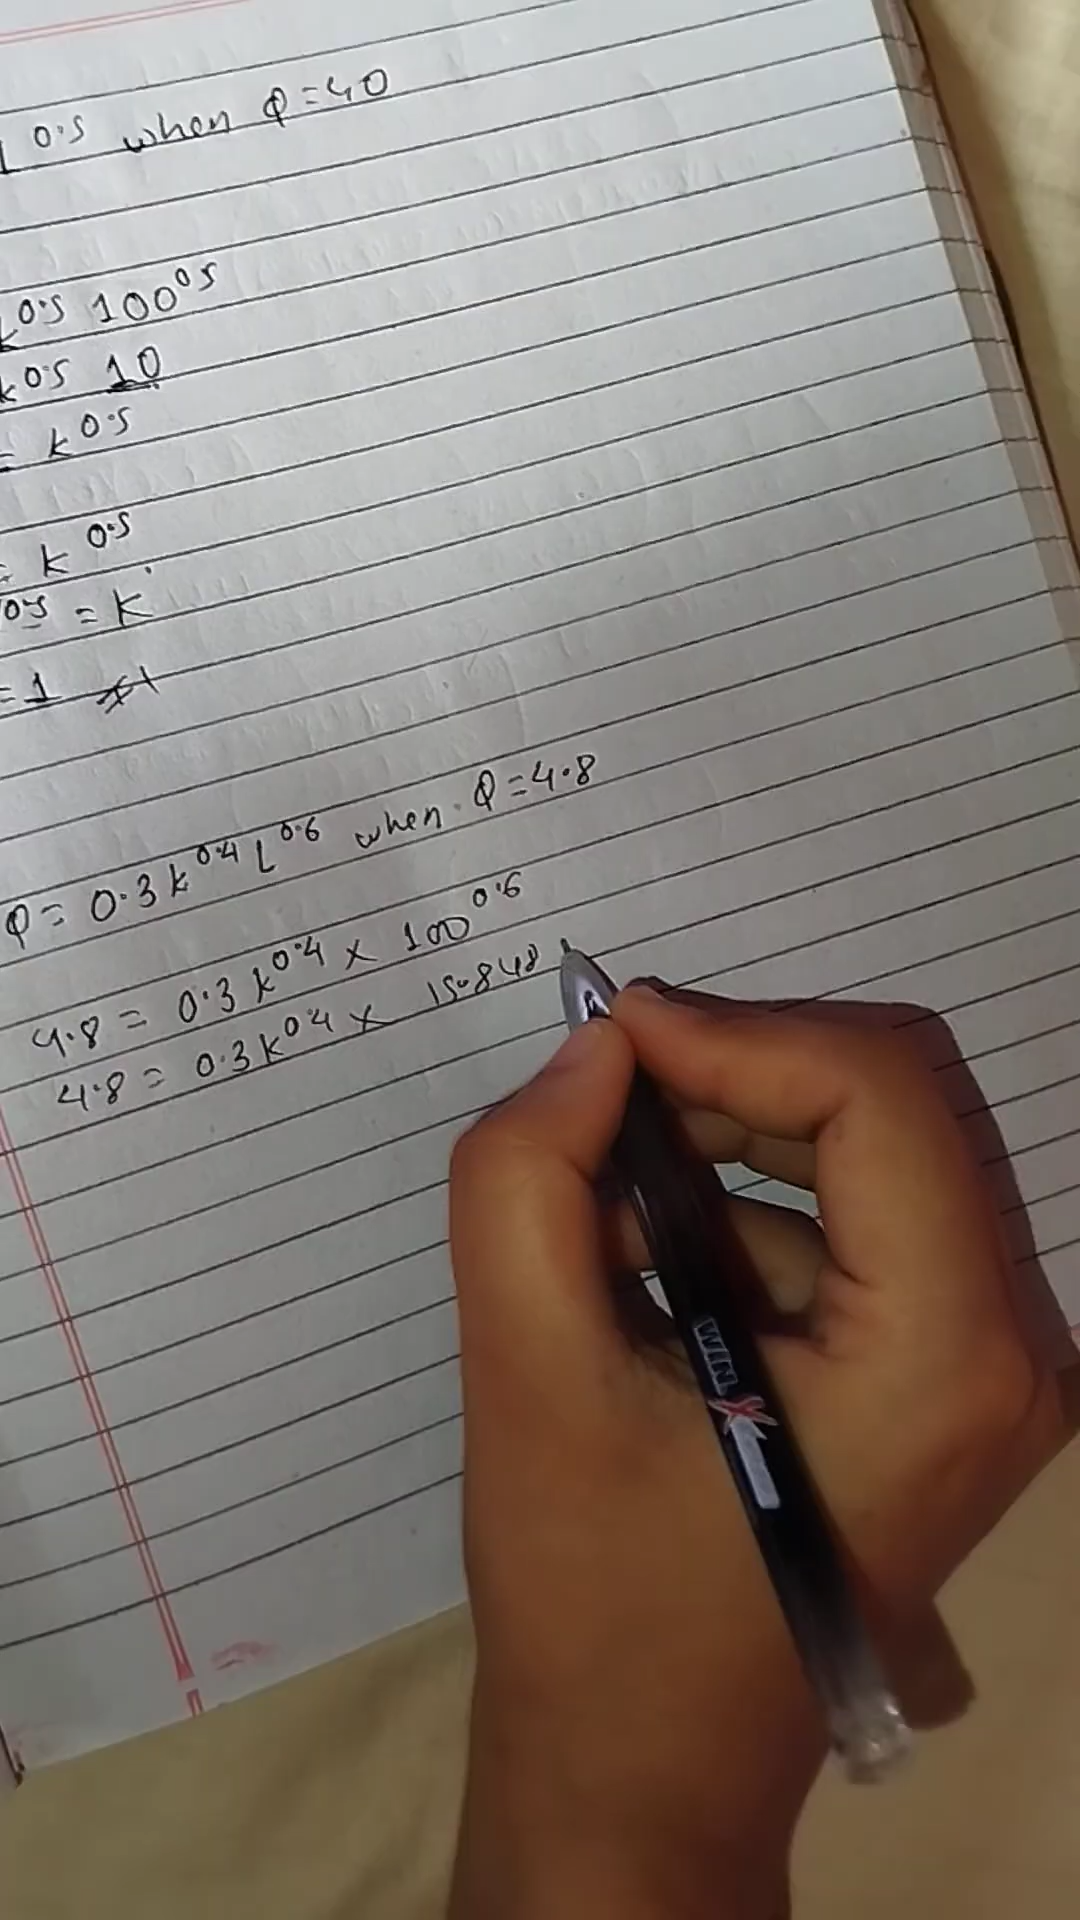 L^0.5 when Q = 40
k^0.5 100^0.5
k^0.5 10
= k^0.5
= k^0.5
0.5 = K
= 1
Q = 0.3 k^0.4 L^0.6 when Q = 4.8
4.8 = 0.3 k^0.4 × 100^0.6
4.8 = 0.3 k^0.4 × 15.848
WIN X